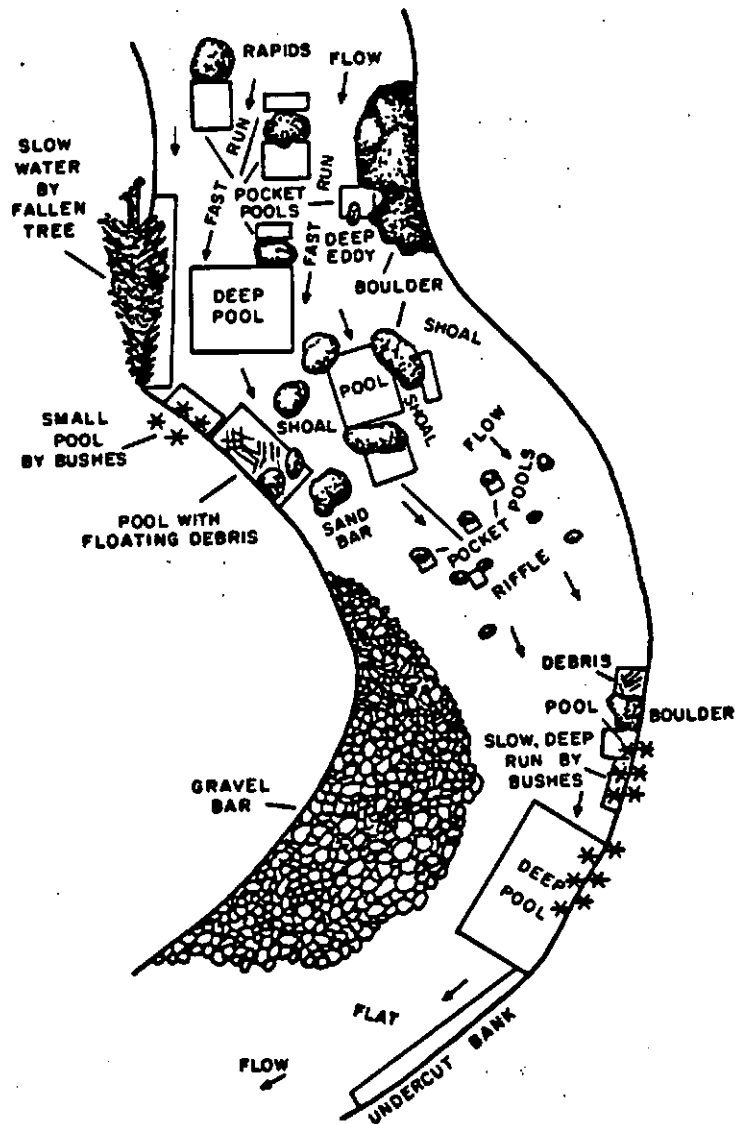 RAPIDS
FLOW
SLOW
WATER
BY
FALLEN
TREE
FAST RUN
POCKET
POOLS
FAST RUN
DEEP
EDDY
BOULDER
DEEP
POOL
SHOAL
POOL
SHOAL
SHOAL
SMALL
POOL
BY BUSHES
POOL WITH
FLOATING DEBRIS
SAND
BAR
FLOW
POCKET POOLS
RIFFLE
DEBRIS
POOL
BOULDER
SLOW, DEEP
RUN BY
BUSHES
GRAVEL
BAR
DEEP
POOL
FLAT
FLOW
UNDERCUT BANK